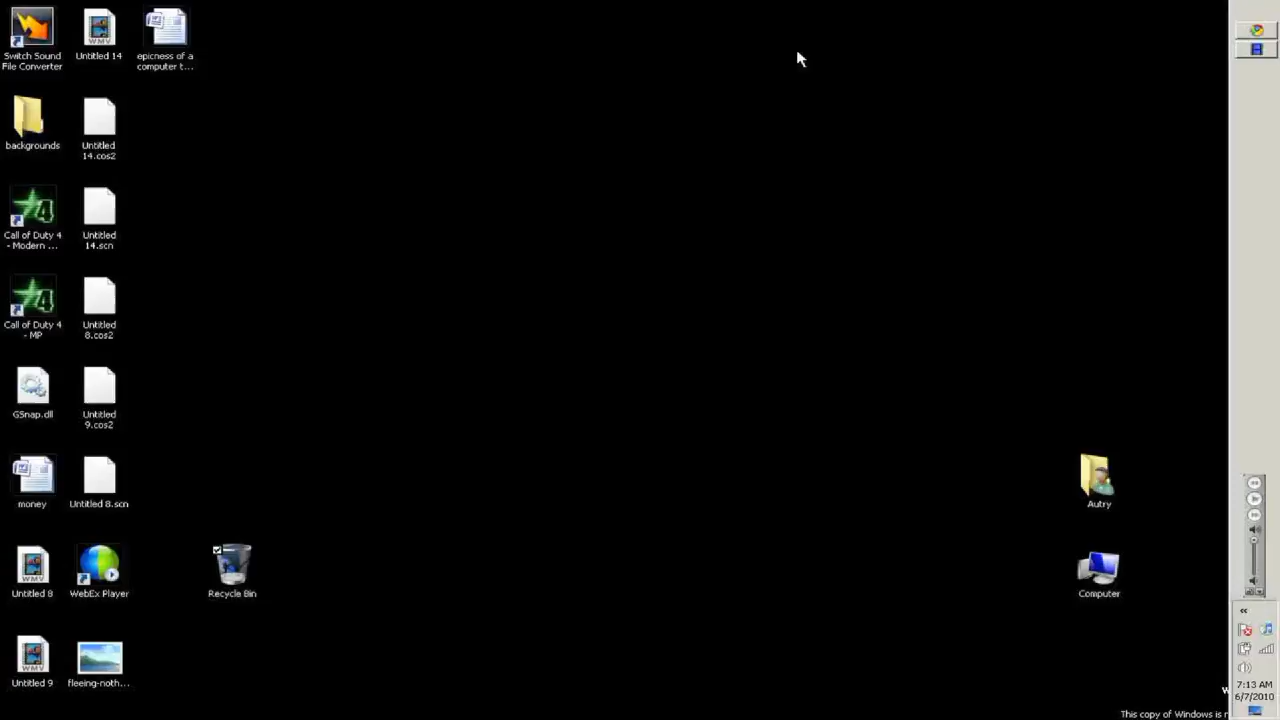 Switch Sound
File Converter
Untitled 14
epicness of a
computer t...
backgrounds
Untitled
14.cos2
Call of Duty 4
- Modern ...
Untitled
14.scn
Call of Duty 4
- MP
Untitled
8.cos2
GSnap.dll
Untitled
9.cos2
money
Untitled 8.scn
Autry
Untitled 8
WebEx Player
Recycle Bin
Computer
Untitled 9
fleeing-noth...
WMV
WMV
WMV
7:13 AM
6/7/2010
This copy of Windows is